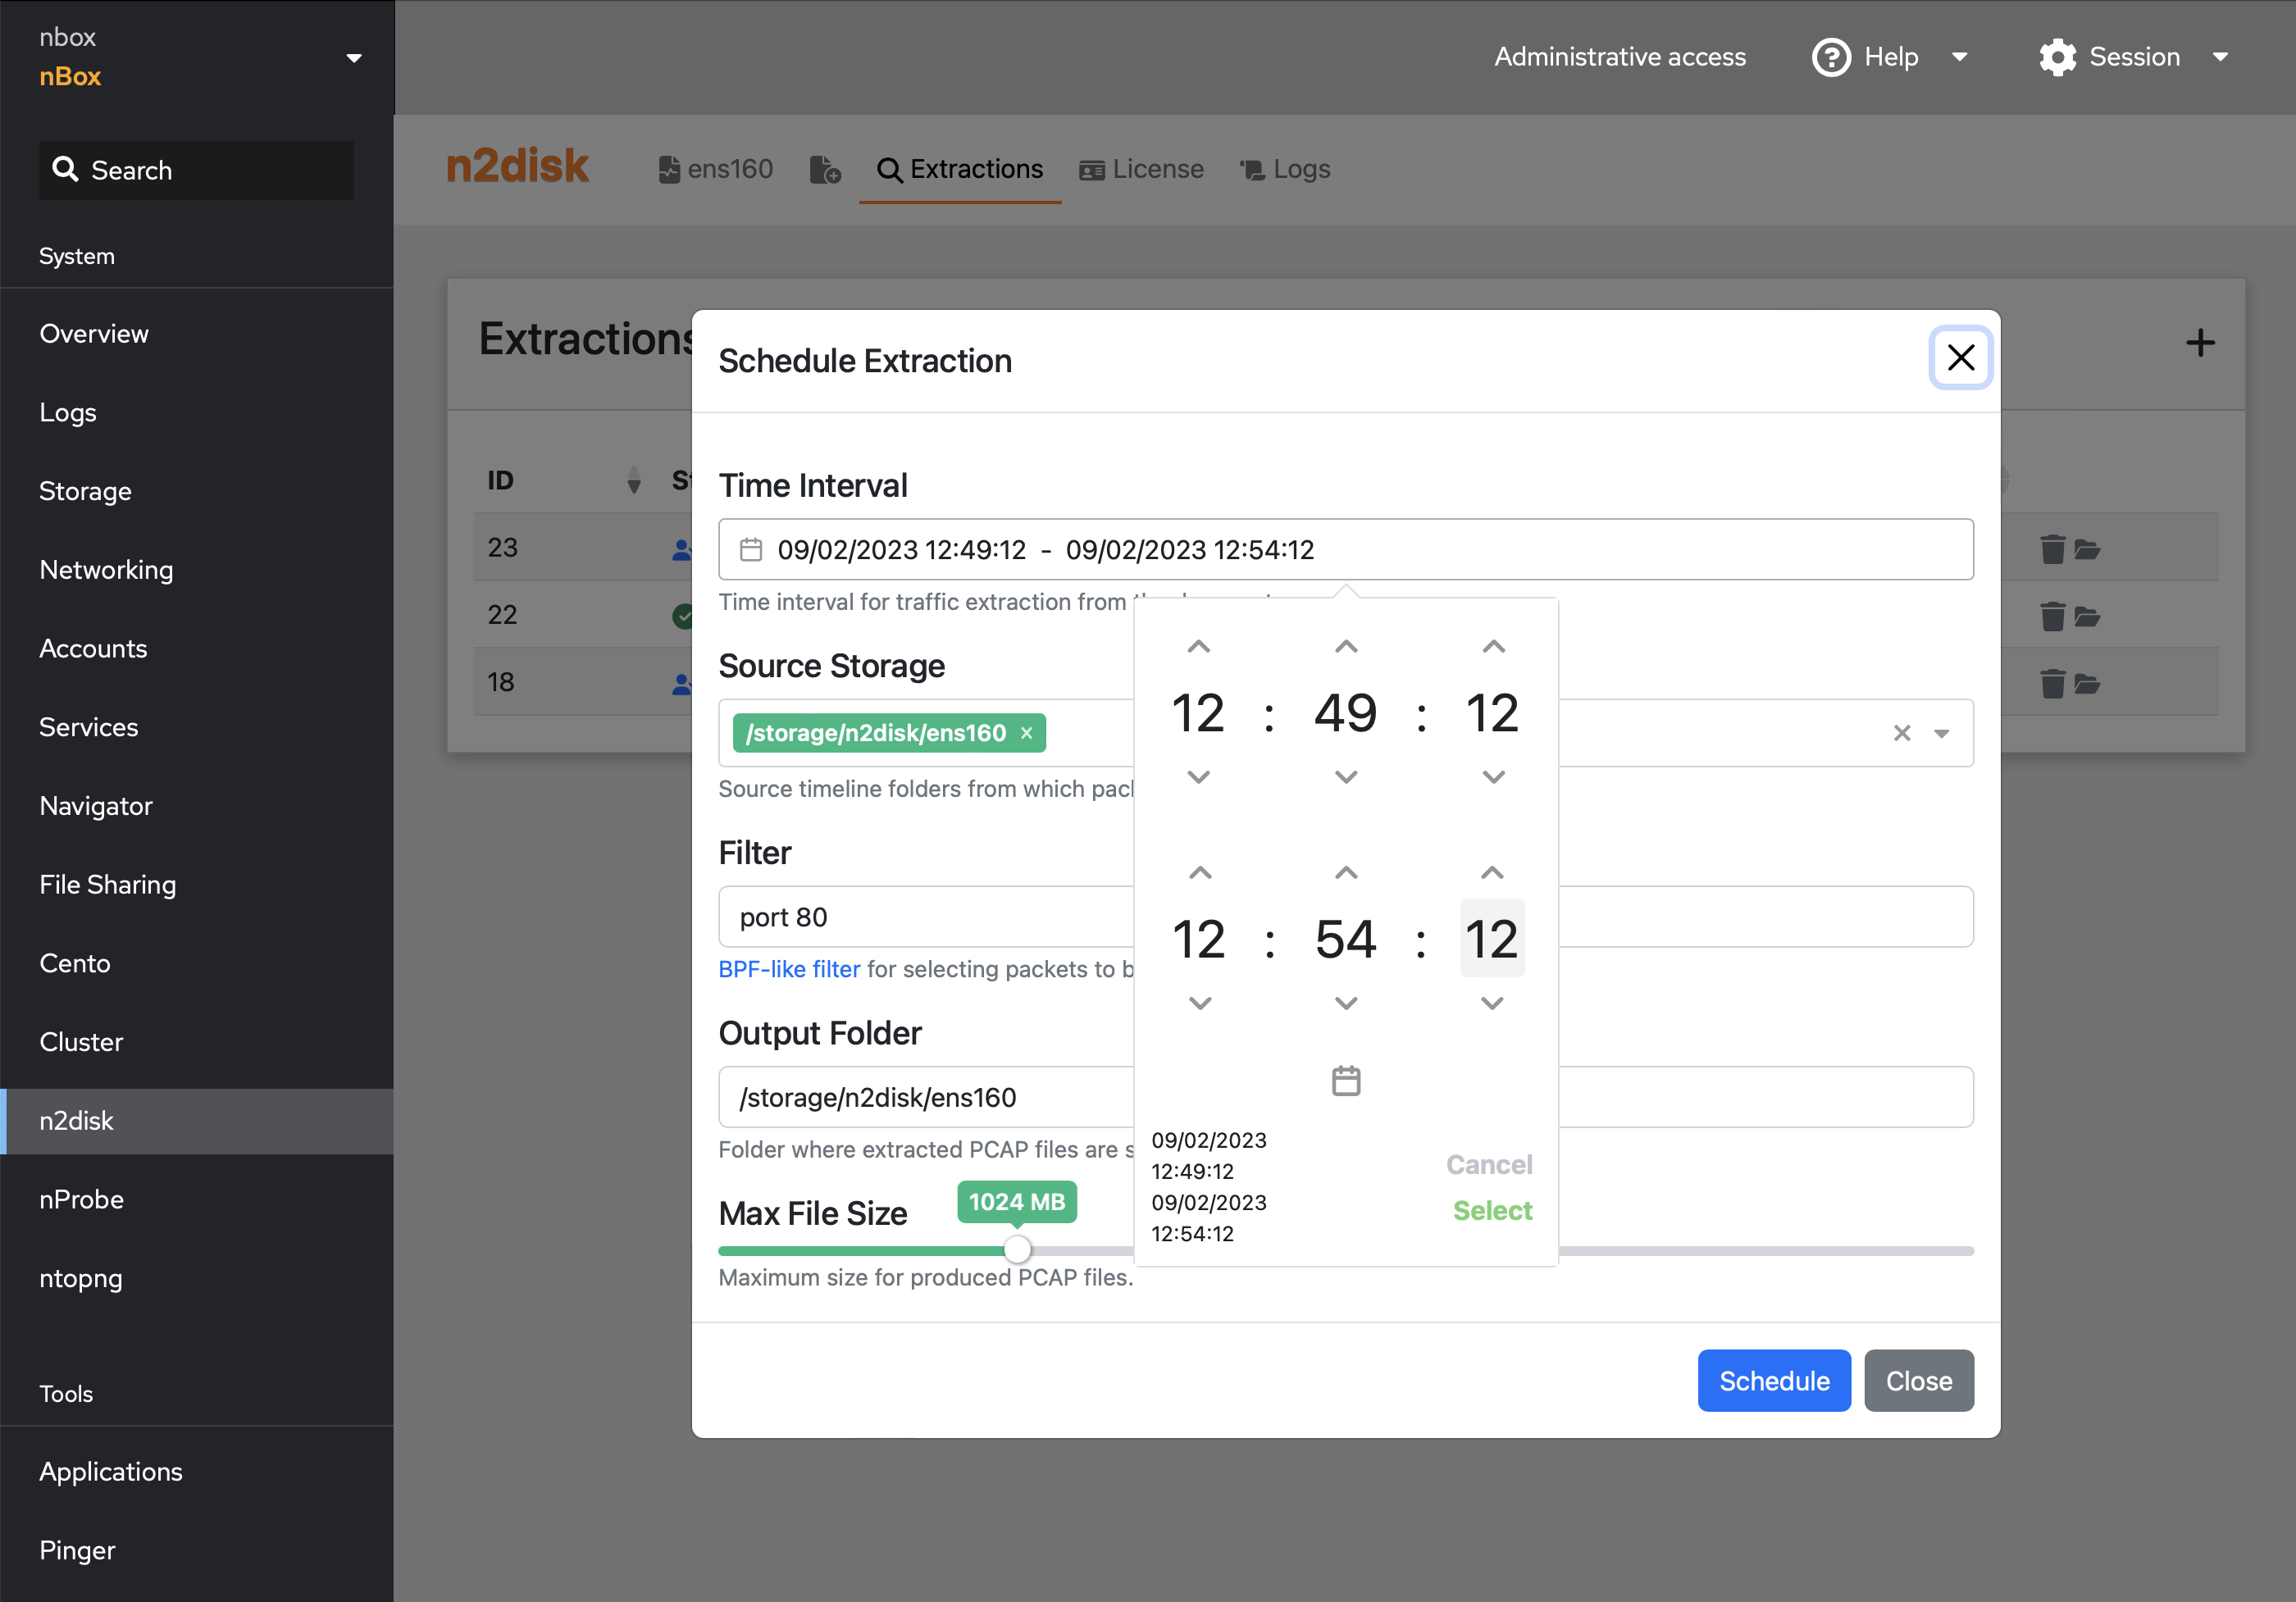 nbox
nBox
Search
System
Overview
Logs
Storage
Networking
Accounts
Services
Navigator
File Sharing
Cento
Cluster
n2disk
nProbe
ntopng
Tools
Applications
Pinger
Administrative access
Help
Session
n2disk
ens160
Extractions
License
Logs
Extractions
ID
23
22
18
Schedule Extraction
Time Interval
09/02/2023 12:49:12 - 09/02/2023 12:54:12
Time interval for traffic extraction from
Source Storage
/storage/n2disk/ens160 ×
Source timeline folders from which
Filter
port 80
BPF-like filter for selecting packets to
Output Folder
/storage/n2disk/ens160
Folder where extracted PCAP files are
Max File Size
1024 MB
Maximum size for produced PCAP files.
12 : 49 : 12
12 : 54 : 12
09/02/2023
12:49:12
09/02/2023
12:54:12
Cancel
Select
Schedule
Close